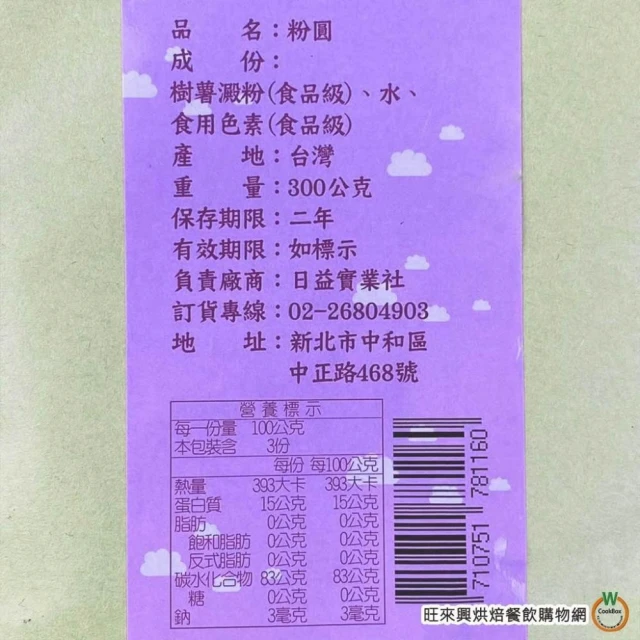 品　　名：粉圓
成　　份：
樹薯澱粉(食品級)、水、
食用色素(食品級)
產　　地：台灣
重　　量：300公克
保存期限：二年
有效期限：如標示
負責廠商：日益實業社
訂貨專線：02-26804903
地　　址：新北市中和區
中正路468號
營養標示
每一份量 100公克
本包裝含 3份
每份 每100公克
熱量 393大卡 393大卡
蛋白質 15公克 15公克
脂肪 0公克 0公克
飽和脂肪 0公克 0公克
反式脂肪 0公克 0公克
碳水化合物 83公克 83公克
糖 0公克 0公克
鈉 3毫克 3毫克
710751 781160
W
CookBox
旺來興烘焙餐飲購物網